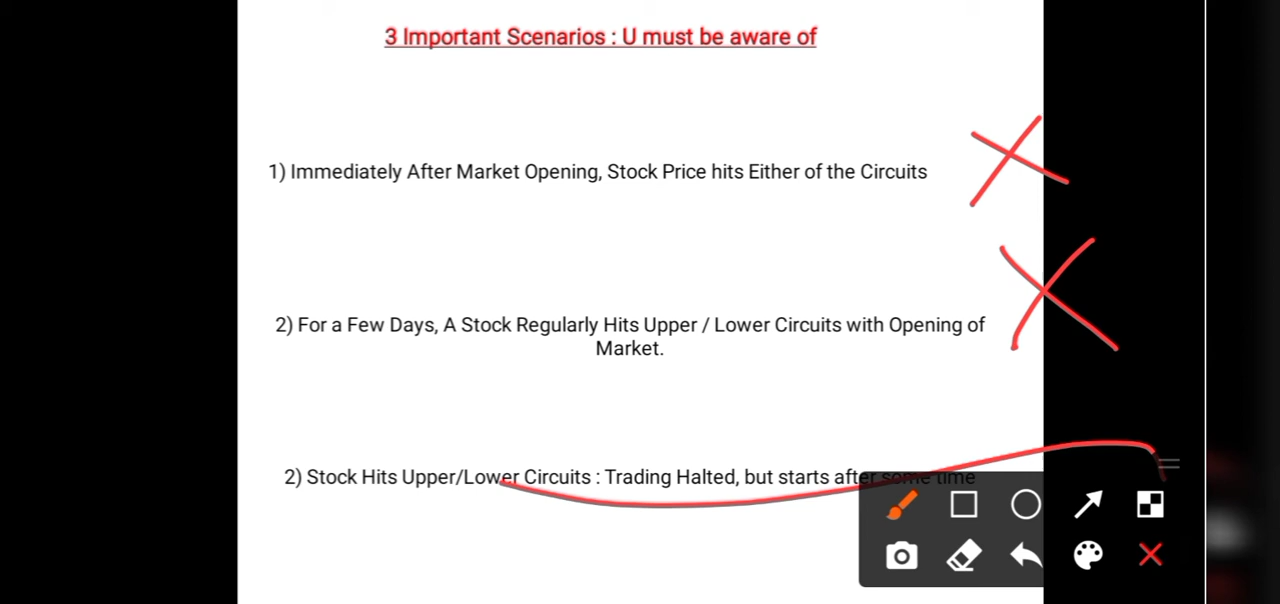 3 Important Scenarios : U must be aware of
1) Immediately After Market Opening, Stock Price hits Either of the Circuits
2) For a Few Days, A Stock Regularly Hits Upper / Lower Circuits with Opening of
Market.
2) Stock Hits Upper/Lower Circuits : Trading Halted, but starts after some time